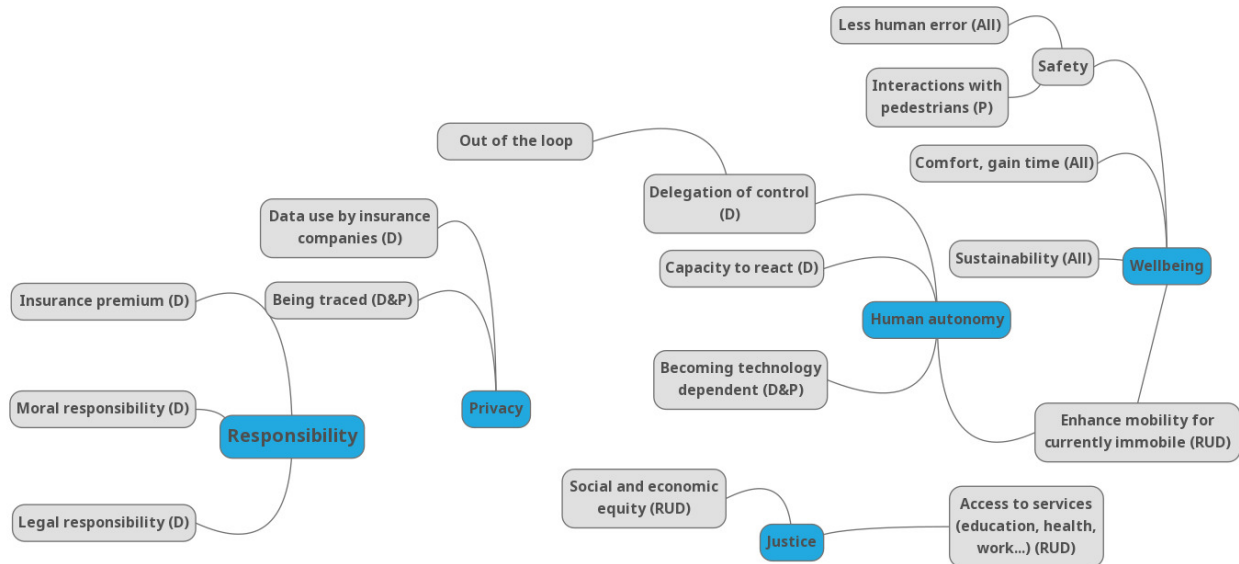 Less human error (All)
Safety
Interactions with
pedestrians (P)
Out of the loop
Comfort, gain time (All)
Delegation of control
(D)
Data use by insurance
companies (D)
Capacity to react (D)
Sustainability (All)
Wellbeing
Insurance premium (D)
Being traced (D&P)
Human autonomy
Becoming technology
dependent (D&P)
Moral responsibility (D)
Privacy
Responsibility
Enhance mobility for
currently immobile (RUD)
Social and economic
equity (RUD)
Access to services
(education, health,
work...) (RUD)
Legal responsibility (D)
Justice